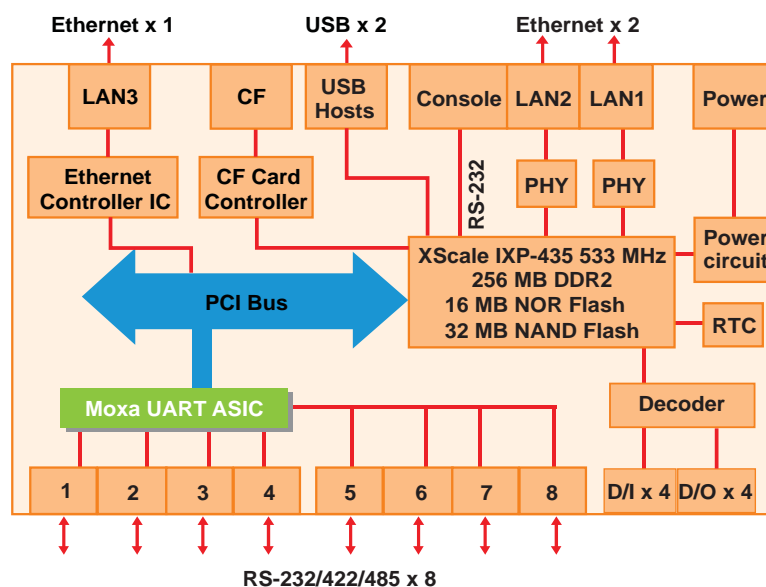 Ethernet x 1
USB x 2
Ethernet x 2
LAN3
CF
USB
Hosts
Console
LAN2
LAN1
Power
Ethernet
Controller IC
CF Card
Controller
RS-232
PHY
PHY
XScale IXP-435 533 MHz
256 MB DDR2
16 MB NOR Flash
32 MB NAND Flash
Power
circuit
PCI Bus
RTC
Moxa UART ASIC
Decoder
1
2
3
4
5
6
7
8
D/I x 4
D/O x 4
RS-232/422/485 x 8